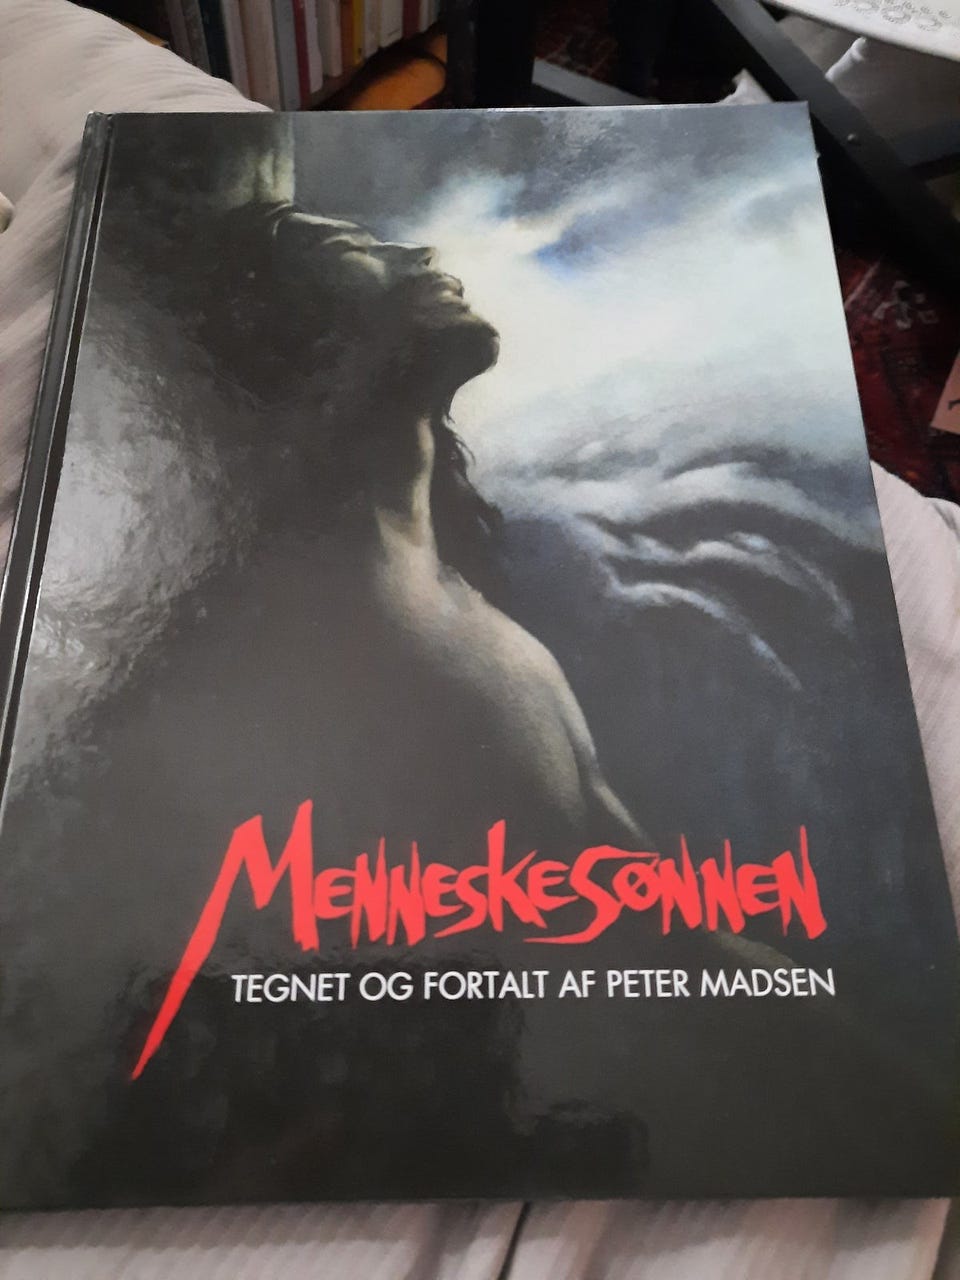 MENNESKESØNNEN
TEGNET OG FORTALT AF PETER MADSEN